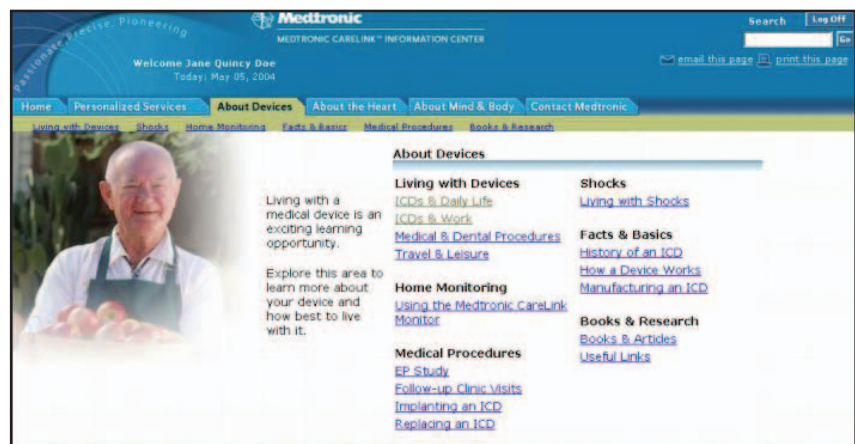 Passionate, Precise, Pioneering
Medtronic
MEDTRONIC CARELINK™ INFORMATION CENTER
Search
Log Off
Go
Welcome Jane Quincy Doe
Today: May 05, 2004
email this page
print this page
Home
Personalized Services
About Devices
About the Heart
About Mind & Body
Contact Medtronic
Living with Devices
Shocks
Home Monitoring
Facts & Basics
Medical Procedures
Books & Research
Living with a
medical device is an
exciting learning
opportunity.
Explore this area to
learn more about
your device and
how best to live
with it.
About Devices
Living with Devices
ICDs & Daily Life
ICDs & Work
Medical & Dental Procedures
Travel & Leisure
Home Monitoring
Using the Medtronic CareLink
Monitor
Medical Procedures
EP Study
Follow-up Clinic Visits
Implanting an ICD
Replacing an ICD
Shocks
Living with Shocks
Facts & Basics
History of an ICD
How a Device Works
Manufacturing an ICD
Books & Research
Books & Articles
Useful Links